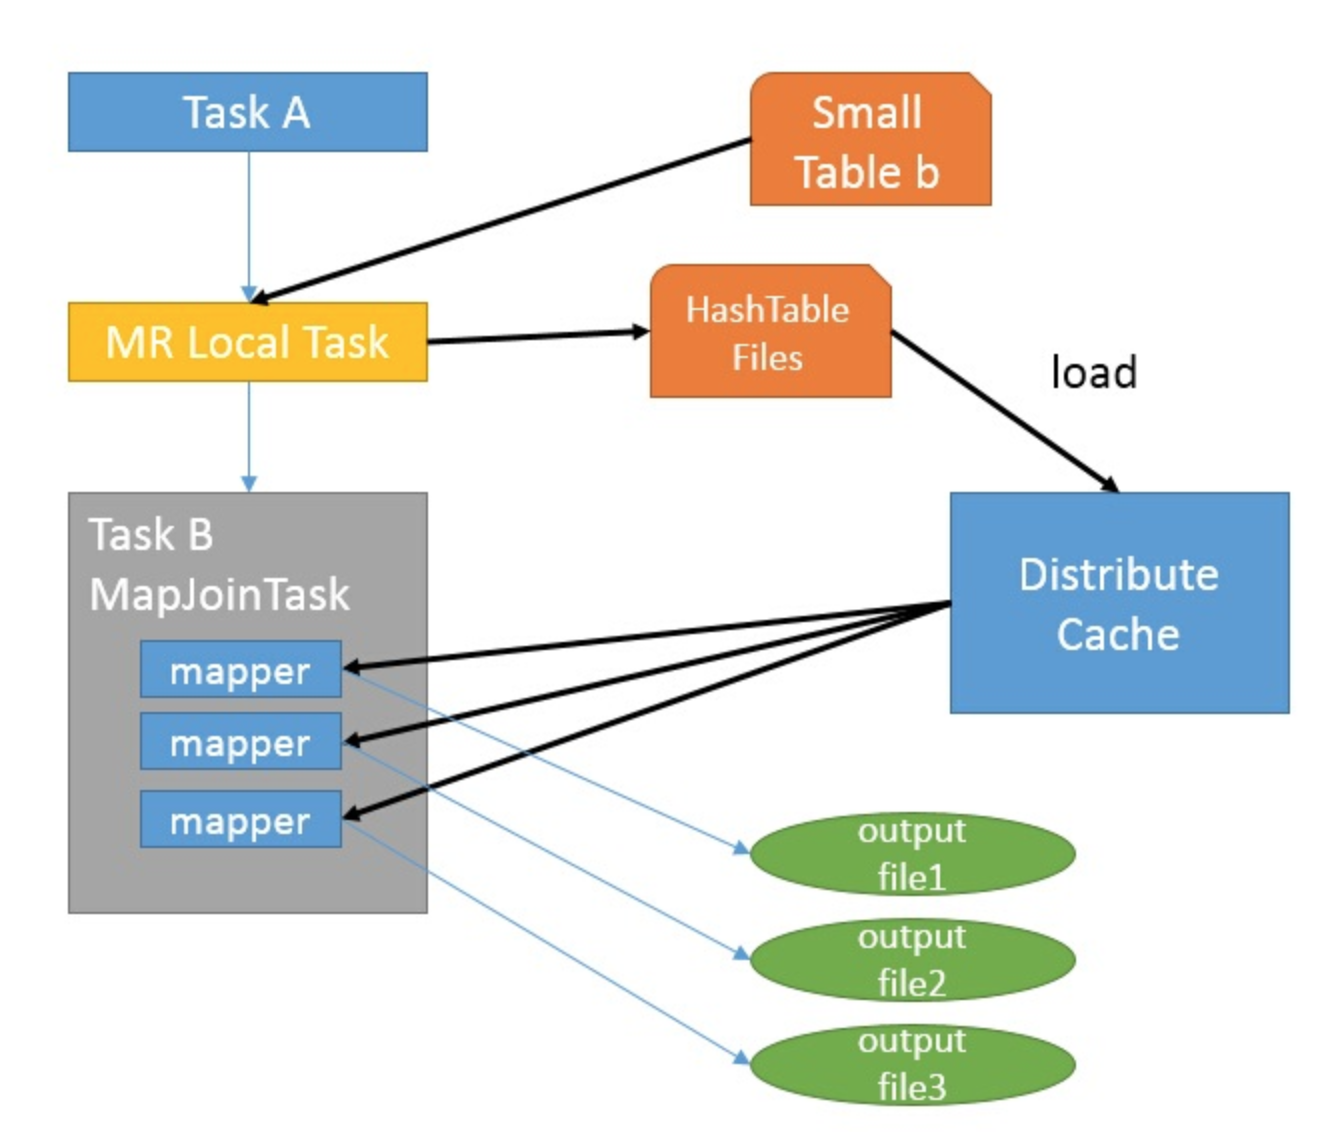 Task A
Small
Table b
MR Local Task
HashTable
Files
load
Task B
MapJoinTask
mapper
mapper
mapper
Distribute
Cache
output
file1
output
file2
output
file3